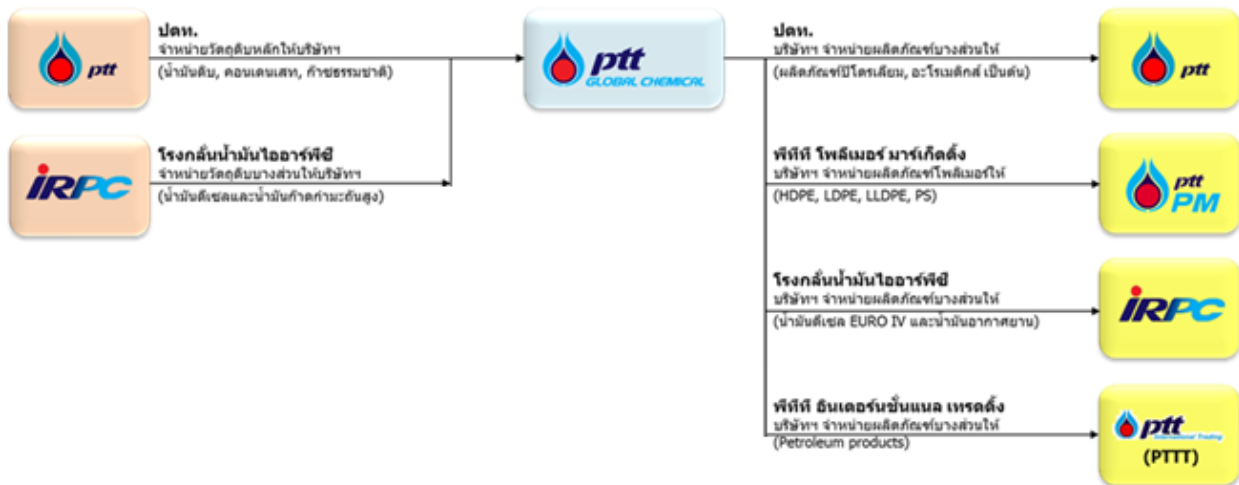 ptt
ปตท.
จำหน่ายวัตถุดิบหลักให้บริษัทฯ
(น้ำมันดิบ, คอนเดนเสท, ก๊าซธรรมชาติ)
IRPC
โรงกลั่นน้ำมันไออาร์พีซี
จำหน่ายวัตถุดิบบางส่วนให้บริษัทฯ
(น้ำมันดีเซลและน้ำมันก๊าดกำมะถันสูง)
ptt
GLOBAL CHEMICAL
ปตท.
บริษัทฯ จำหน่ายผลิตภัณฑ์บางส่วนให้
(ผลิตภัณฑ์ปิโตรเลียม, อะโรเมติกส์ เป็นต้น)
ptt
พีทีที โพลิเมอร์ มาร์เก็ตติ้ง
บริษัทฯ จำหน่ายผลิตภัณฑ์โพลิเมอร์ให้
(HDPE, LDPE, LLDPE, PS)
ptt
PM
โรงกลั่นน้ำมันไออาร์พีซี
บริษัทฯ จำหน่ายผลิตภัณฑ์บางส่วนให้
(น้ำมันดีเซล EURO IV และน้ำมันอากาศยาน)
IRPC
พีทีที อินเตอร์นชั่นแนล เทรดดิ้ง
บริษัทฯ จำหน่ายผลิตภัณฑ์บางส่วนให้
(Petroleum products)
ptt
International Trading
(PTTT)